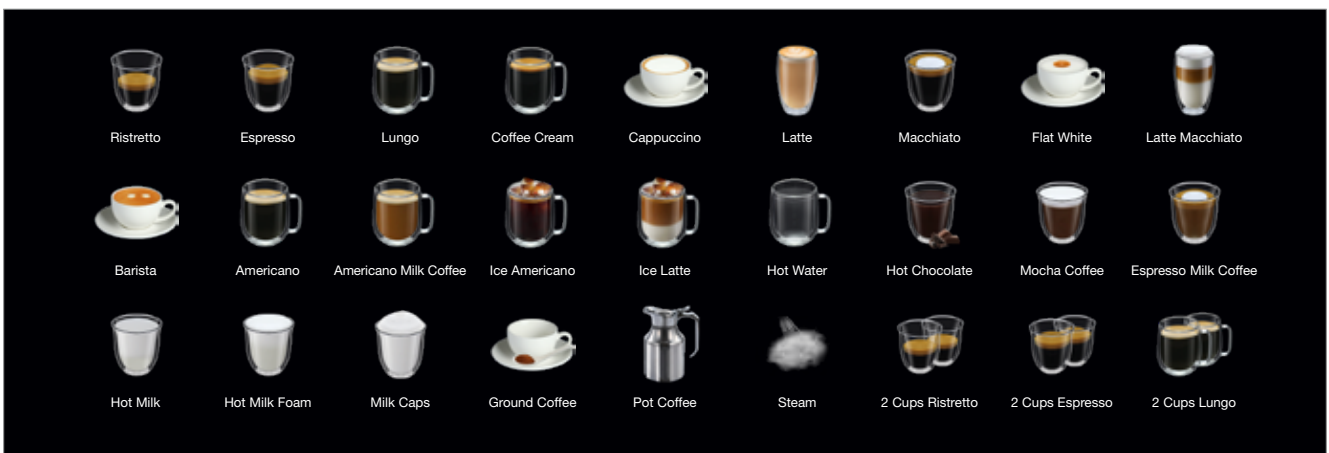 Ristretto
Espresso
Lungo
Coffee Cream
Cappuccino
Latte
Macchiato
Flat White
Latte Macchiato
Barista
Americano
Americano Milk Coffee
Ice Americano
Ice Latte
Hot Water
Hot Chocolate
Mocha Coffee
Espresso Milk Coffee
Hot Milk
Hot Milk Foam
Milk Caps
Ground Coffee
Pot Coffee
Steam
2 Cups Ristretto
2 Cups Espresso
2 Cups Lungo